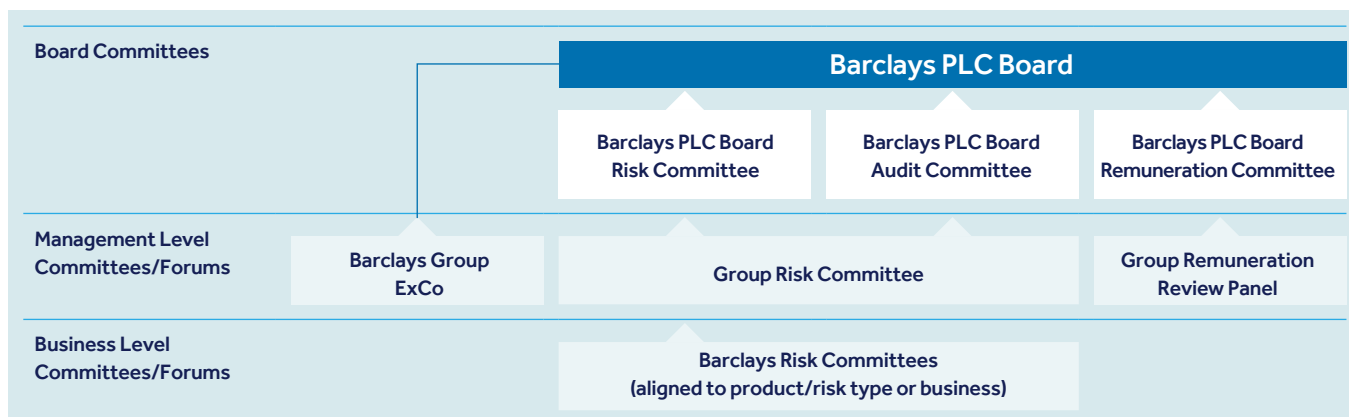 Board Committees
Barclays PLC Board
Barclays PLC Board
Risk Committee
Barclays PLC Board
Audit Committee
Barclays PLC Board
Remuneration Committee
Management Level
Committees/Forums
Barclays Group
ExCo
Group Risk Committee
Group Remuneration
Review Panel
Business Level
Committees/Forums
Barclays Risk Committees
(aligned to product/risk type or business)